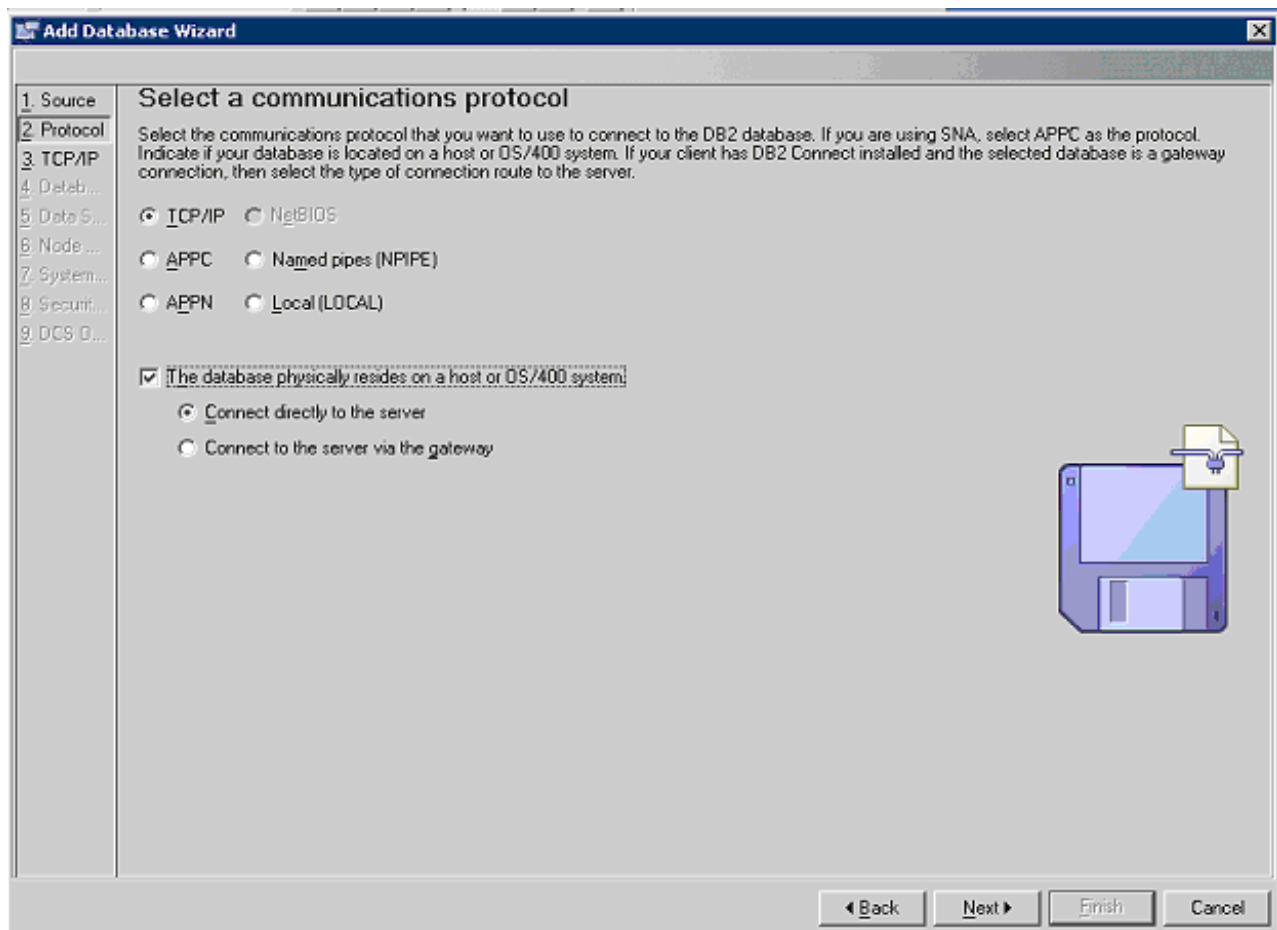 Add Database Wizard
1. Source
2. Protocol
3. TCP/IP
4. Datab...
5. Data S...
6. Node ...
7. System...
8. Securit...
9. DCS O...
Select a communications protocol
Select the communications protocol that you want to use to connect to the DB2 database. If you are using SNA, select APPC as the protocol.
Indicate if your database is located on a host or OS/400 system. If your client has DB2 Connect installed and the selected database is a gateway
connection, then select the type of connection route to the server.
TCP/IP NetBIOS
APPC Named pipes (NPIPE)
APPN Local (LOCAL)
The database physically resides on a host or OS/400 system.
Connect directly to the server
Connect to the server via the gateway
Back Next Finish Cancel